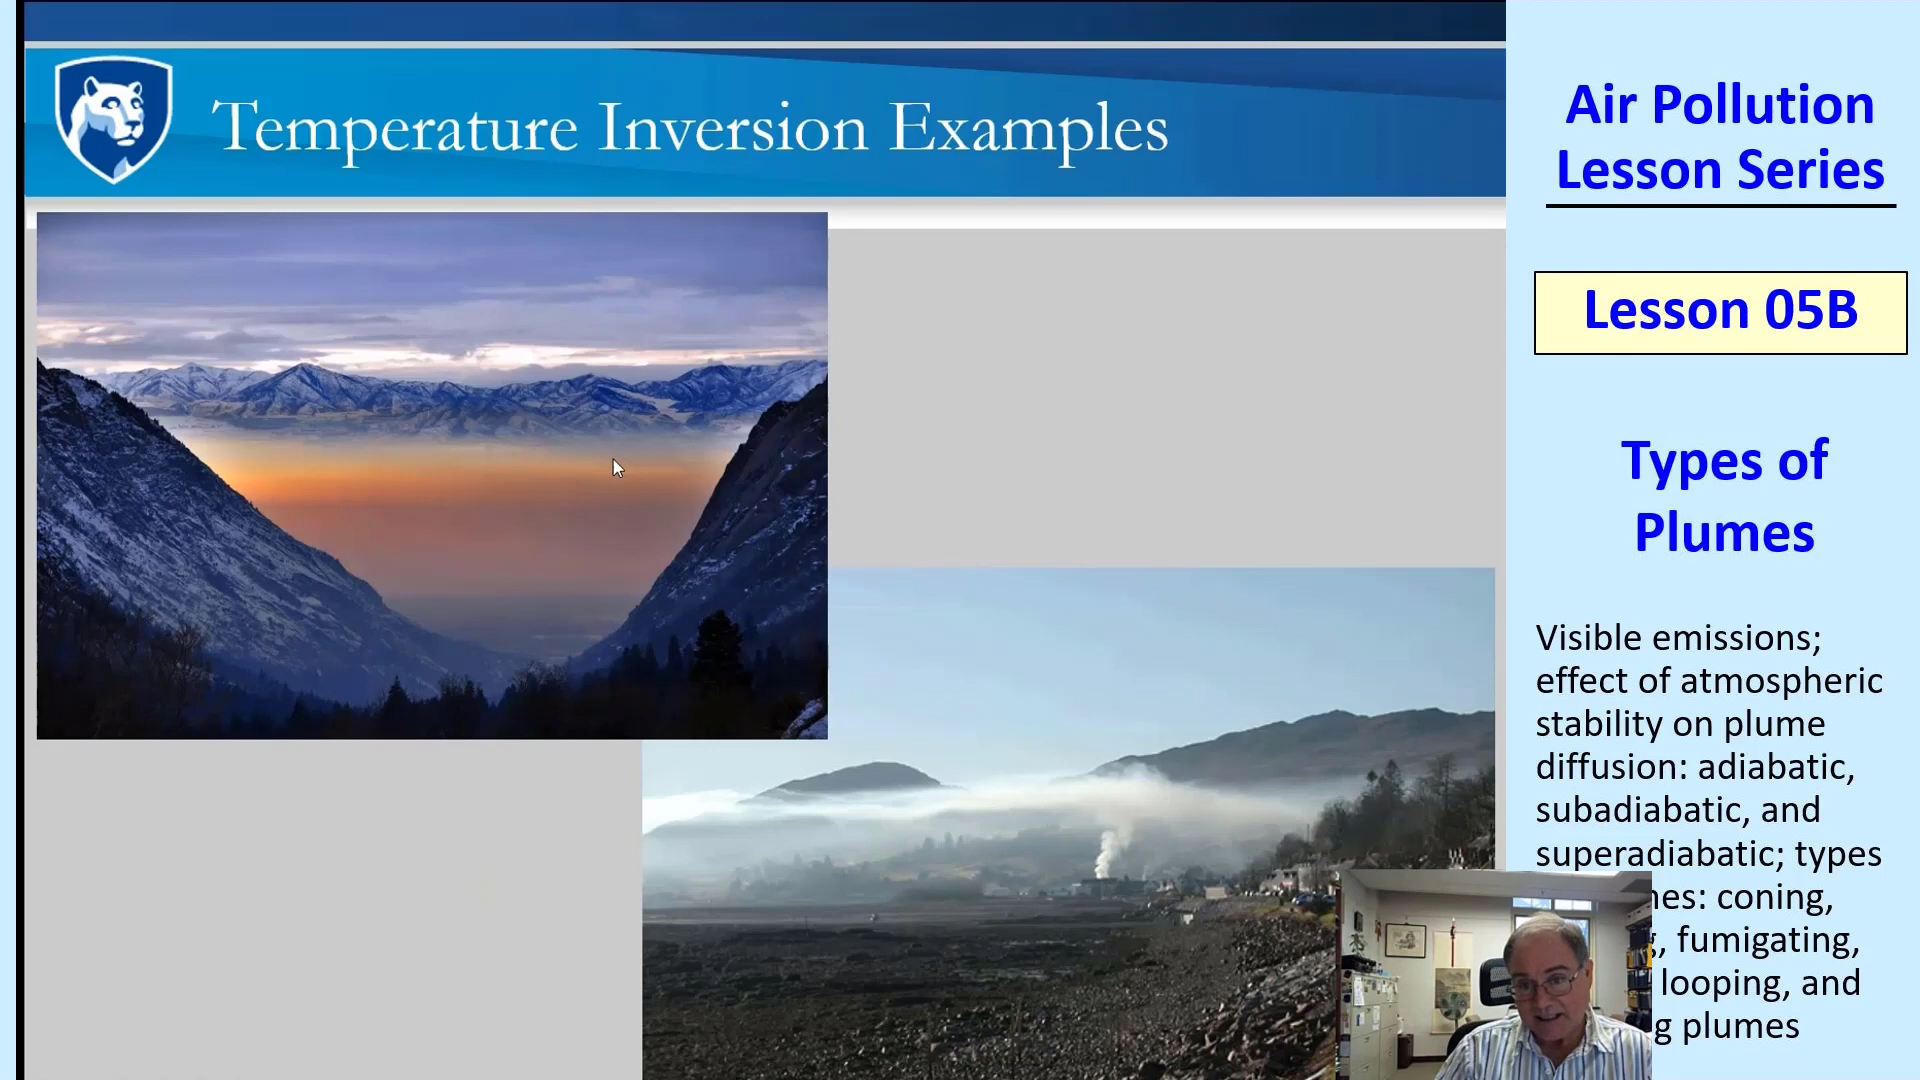 Temperature Inversion Examples
Air Pollution
Lesson Series
Lesson 05B
Types of
Plumes
Visible emissions;
effect of atmospheric
stability on plume
diffusion: adiabatic,
subadiabatic, and
superadiabatic; types
coning,
fumigating,
looping, and
plumes